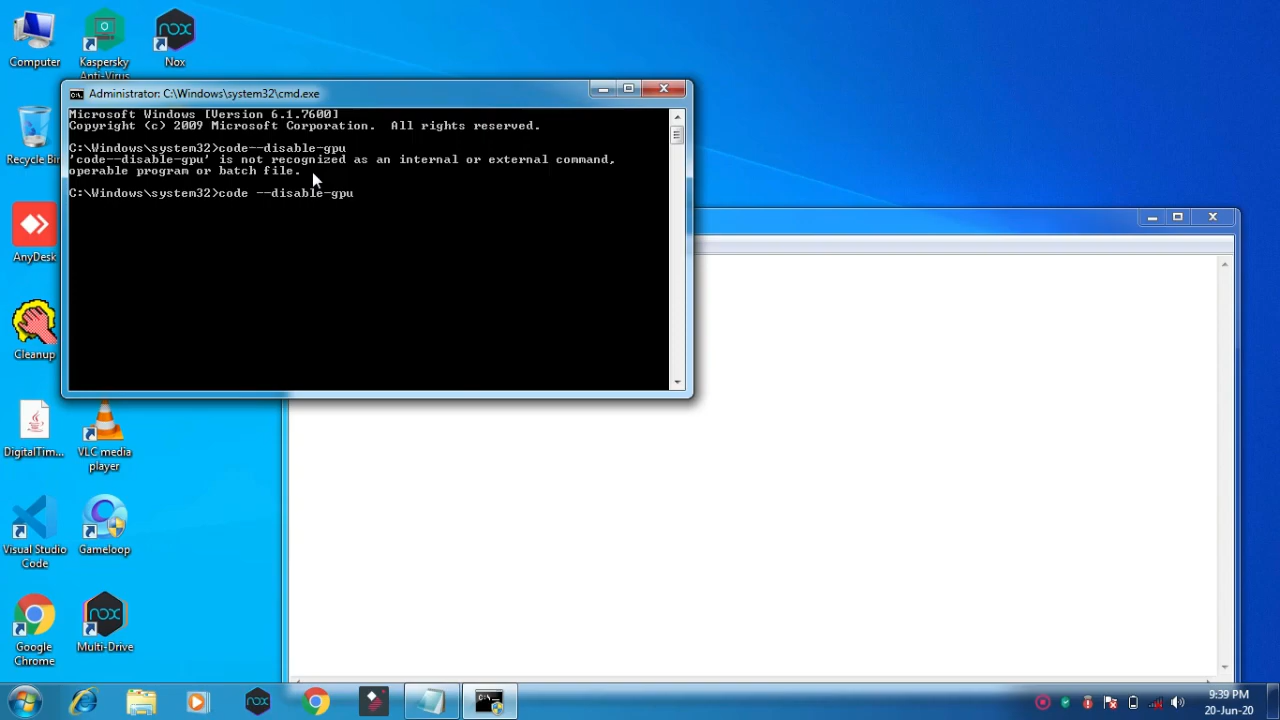 Computer
Kaspersky
Anti-Virus
nox
Nox
Administrator: C:\Windows\system32\cmd.exe
Microsoft Windows [Version 6.1.7600]
Copyright (c) 2009 Microsoft Corporation.  All rights reserved.
C:\Windows\system32>code--disable-gpu
'code--disable-gpu' is not recognized as an internal or external command,
operable program or batch file.
C:\Windows\system32>code --disable-gpu
Recycle Bin
AnyDesk
Cleanup
DigitalTim...
VLC media
player
Visual Studio
Code
Gameloop
Google
Chrome
nox
Multi-Drive
nox
C:\.
9:39 PM
20-Jun-20